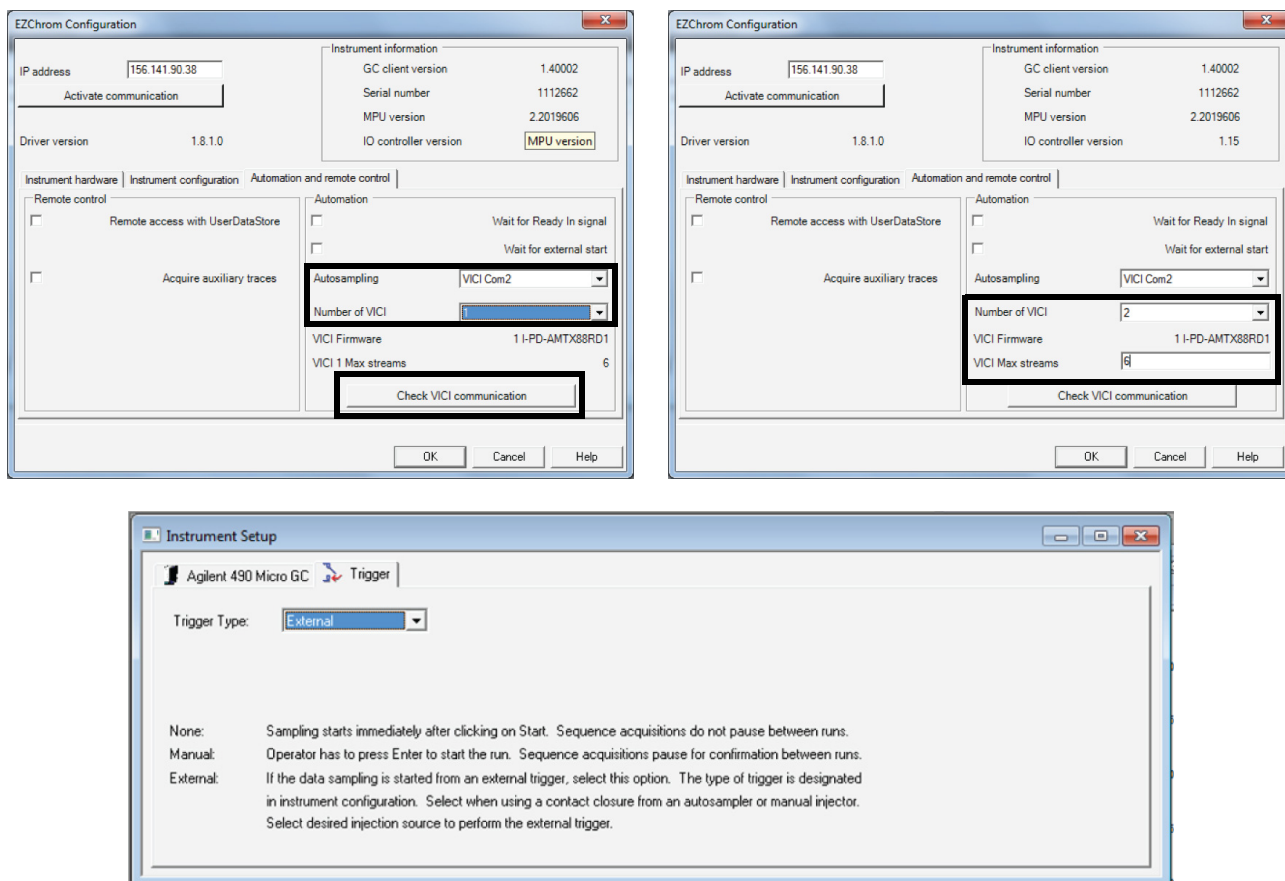 EZChrom Configuration
IP address 156.141.90.38
Activate communication
Driver version 1.8.1.0
Instrument information
GC client version 1.40002
Serial number 1112662
MPU version 2.2019606
IO controller version MPU version
Instrument hardware Instrument configuration Automation and remote control
Remote control
Remote access with UserDataStore
Acquire auxiliary traces
Automation
Wait for Ready In signal
Wait for external start
Autosampling VICI Com2
Number of VICI 1
VICI Firmware 1 I-PD-AMTX88RD1
VICI 1 Max streams 6
Check VICI communication
OK Cancel Help
EZChrom Configuration
IP address 156.141.90.38
Activate communication
Driver version 1.8.1.0
Instrument information
GC client version 1.40002
Serial number 1112662
MPU version 2.2019606
IO controller version 1.15
Instrument hardware Instrument configuration Automation and remote control
Remote control
Remote access with UserDataStore
Acquire auxiliary traces
Automation
Wait for Ready In signal
Wait for external start
Autosampling VICI Com2
Number of VICI 2
VICI Firmware 1 I-PD-AMTX88RD1
VICI Max streams 6
Check VICI communication
OK Cancel Help
Instrument Setup
Agilent 490 Micro GC Trigger
Trigger Type: External
None: Sampling starts immediately after clicking on Start. Sequence acquisitions do not pause between runs.
Manual: Operator has to press Enter to start the run. Sequence acquisitions pause for confirmation between runs.
External: If the data sampling is started from an external trigger, select this option. The type of trigger is designated
in instrument configuration. Select when using a contact closure from an autosampler or manual injector.
Select desired injection source to perform the external trigger.